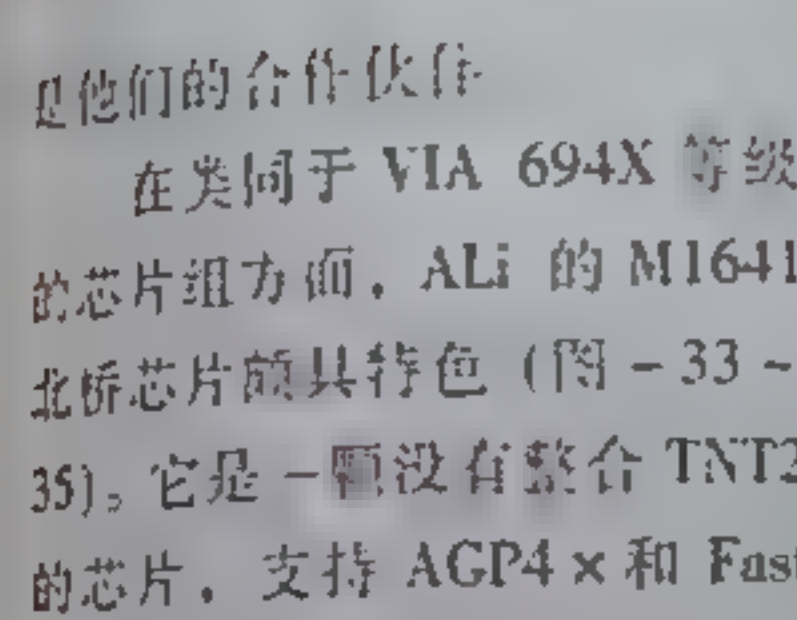 是他们的合作伙伴
在类同于 VIA 694X 等级
的芯片组方面，ALi 的 M1641
北桥芯片颇具特色（图－33～
35)。它是一颗没有整合 TNT2
的芯片，支持 AGP4×和 Fast